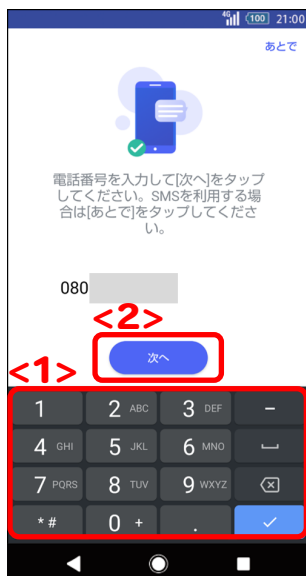 4G 100 21:00
あとで
電話番号を入力して[次へ]をタップ
してください。SMSを利用する場
合は[あとで]をタップしてくださ
い。
080
<2>
次へ
<1>
1 2 ABC 3 DEF -
4 GHI 5 JKL 6 MNO
7 PQRS 8 TUV 9 WXYZ
* # 0 + .